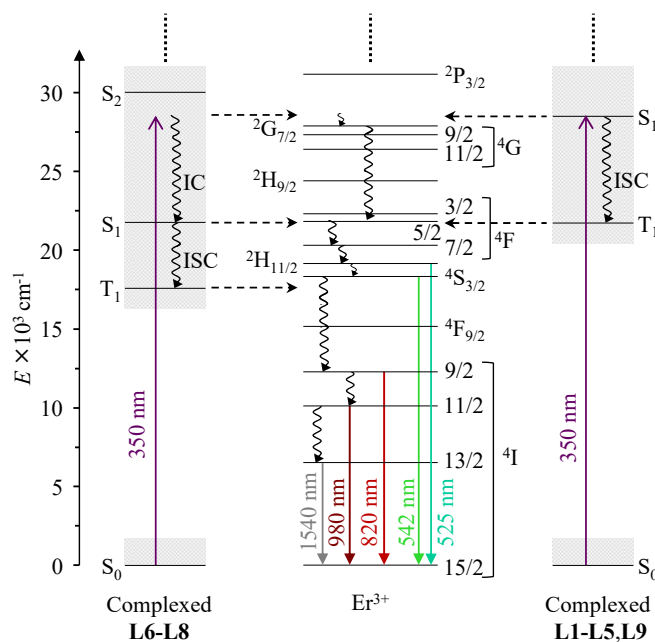 E ×10³ cm⁻¹
30
25
20
15
10
5
0
S₂
S₁
T₁
S₀
IC
ISC
350 nm
Complexed
L6-L8
²P₃/₂
²G₇/₂
9/2
11/2
⁴G
²H₉/₂
3/2
5/2
7/2
⁴F
²H₁₁/₂
⁴S₃/₂
⁴F₉/₂
9/2
11/2
13/2
15/2
⁴I
1540 nm
980 nm
820 nm
542 nm
525 nm
Er³⁺
S₁
ISC
T₁
350 nm
S₀
Complexed
L1-L5,L9